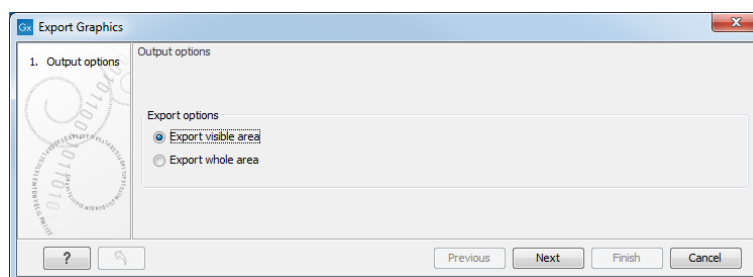 Gx Export Graphics
X
1. Output options
Output options
Export options
Export visible area
Export whole area
?
Previous
Next
Finish
Cancel